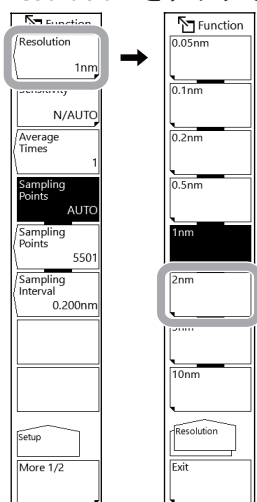 Function
Resolution
1nm
Sensitivity
N/AUTO
Average
Times
1
Sampling
Points
AUTO
Sampling
Points
5501
Sampling
Interval
0.200nm
Setup
More 1/2
Function
0.05nm
0.1nm
0.2nm
0.5nm
1nm
2nm
5nm
10nm
Resolution
Exit